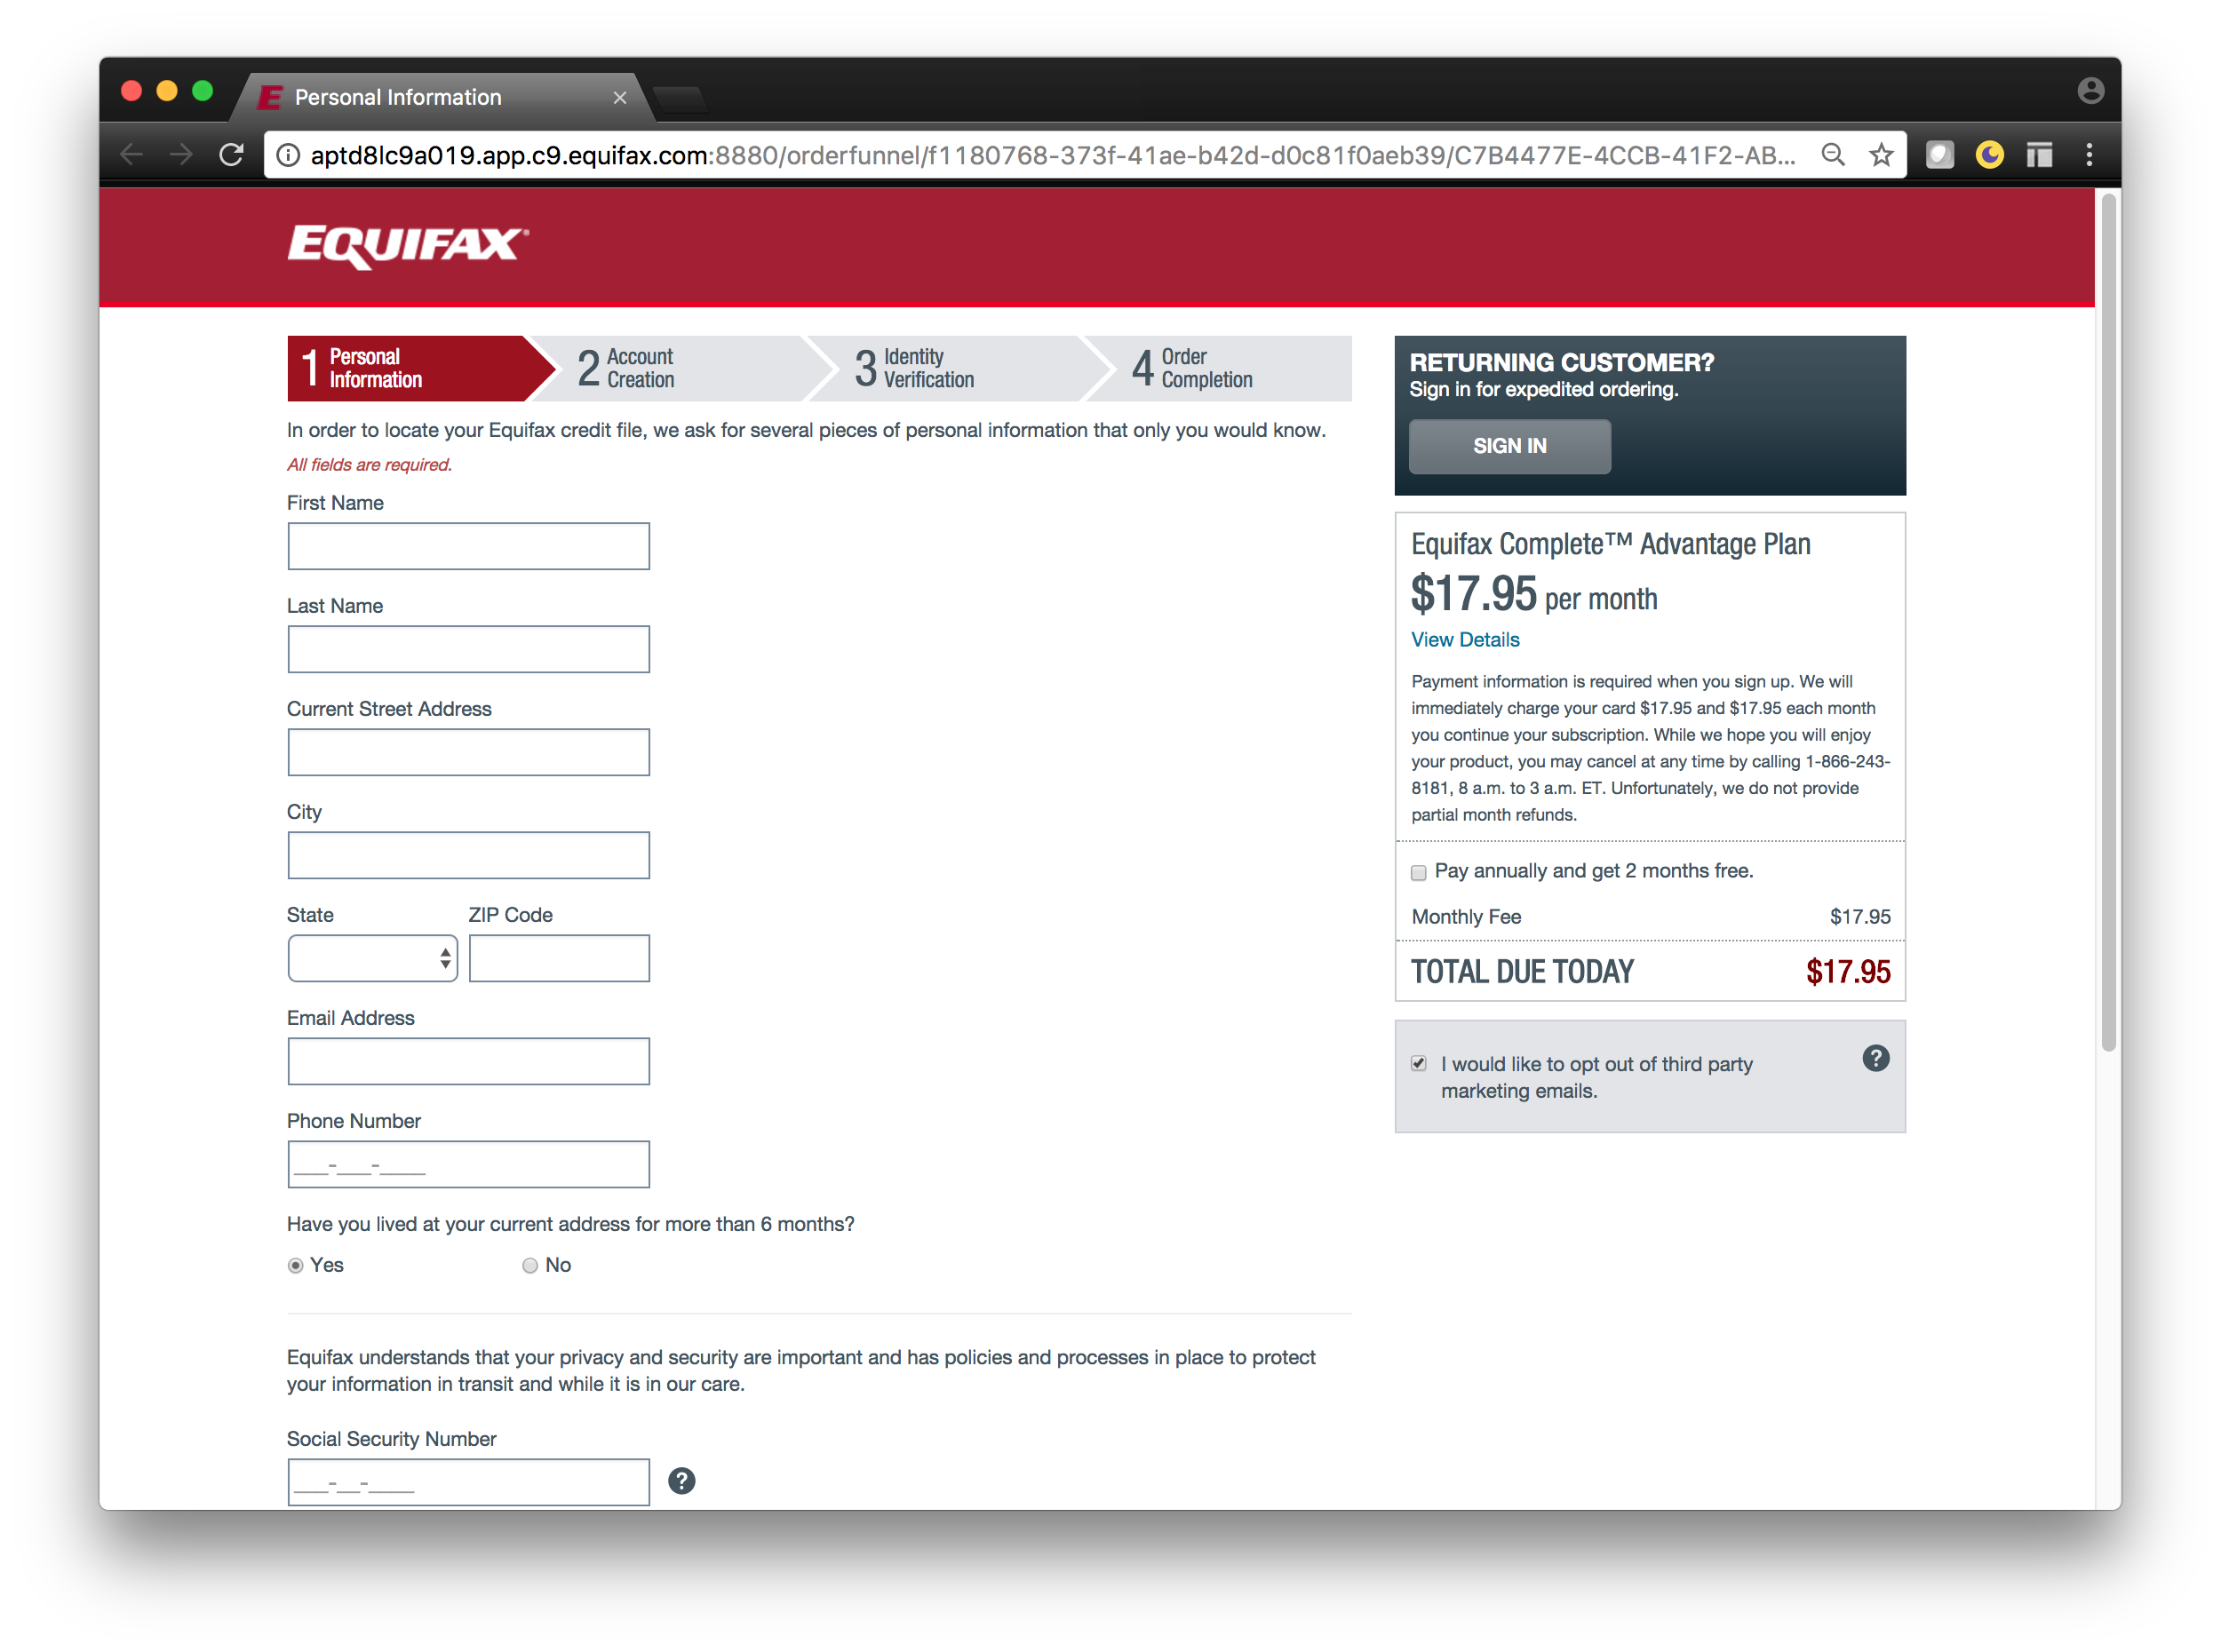 Personal Information
aptd8lc9a019.app.c9.equifax.com:8880/orderfunnel/f1180768-373f-41ae-b42d-d0c81f0aeb39/C7B4477E-4CCB-41F2-AB...
EQUIFAX
1 Personal Information
2 Account Creation
3 Identity Verification
4 Order Completion
In order to locate your Equifax credit file, we ask for several pieces of personal information that only you would know.
All fields are required.
First Name
Last Name
Current Street Address
City
State
ZIP Code
Email Address
Phone Number
___-___-____
Have you lived at your current address for more than 6 months?
Yes
No
Equifax understands that your privacy and security are important and has policies and processes in place to protect
your information in transit and while it is in our care.
Social Security Number
___-__-____
?
RETURNING CUSTOMER?
Sign in for expedited ordering.
SIGN IN
Equifax Complete™ Advantage Plan
$17.95 per month
View Details
Payment information is required when you sign up. We will
immediately charge your card $17.95 and $17.95 each month
you continue your subscription. While we hope you will enjoy
your product, you may cancel at any time by calling 1-866-243-
8181, 8 a.m. to 3 a.m. ET. Unfortunately, we do not provide
partial month refunds.
Pay annually and get 2 months free.
Monthly Fee $17.95
TOTAL DUE TODAY $17.95
I would like to opt out of third party
marketing emails.
?